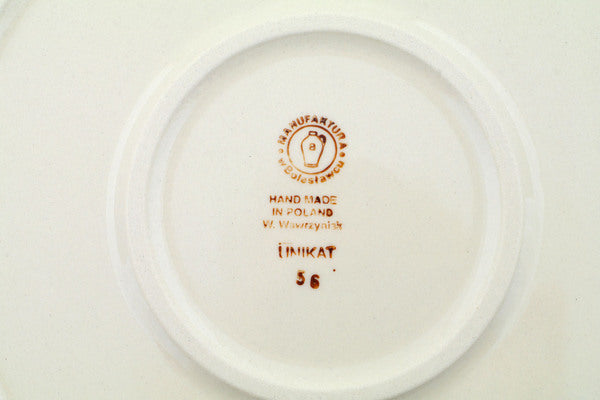 MANUFAKTURA
w Bolesławcu
HAND MADE
IN POLAND
W. Wawrzyniak
UNIKAT
56